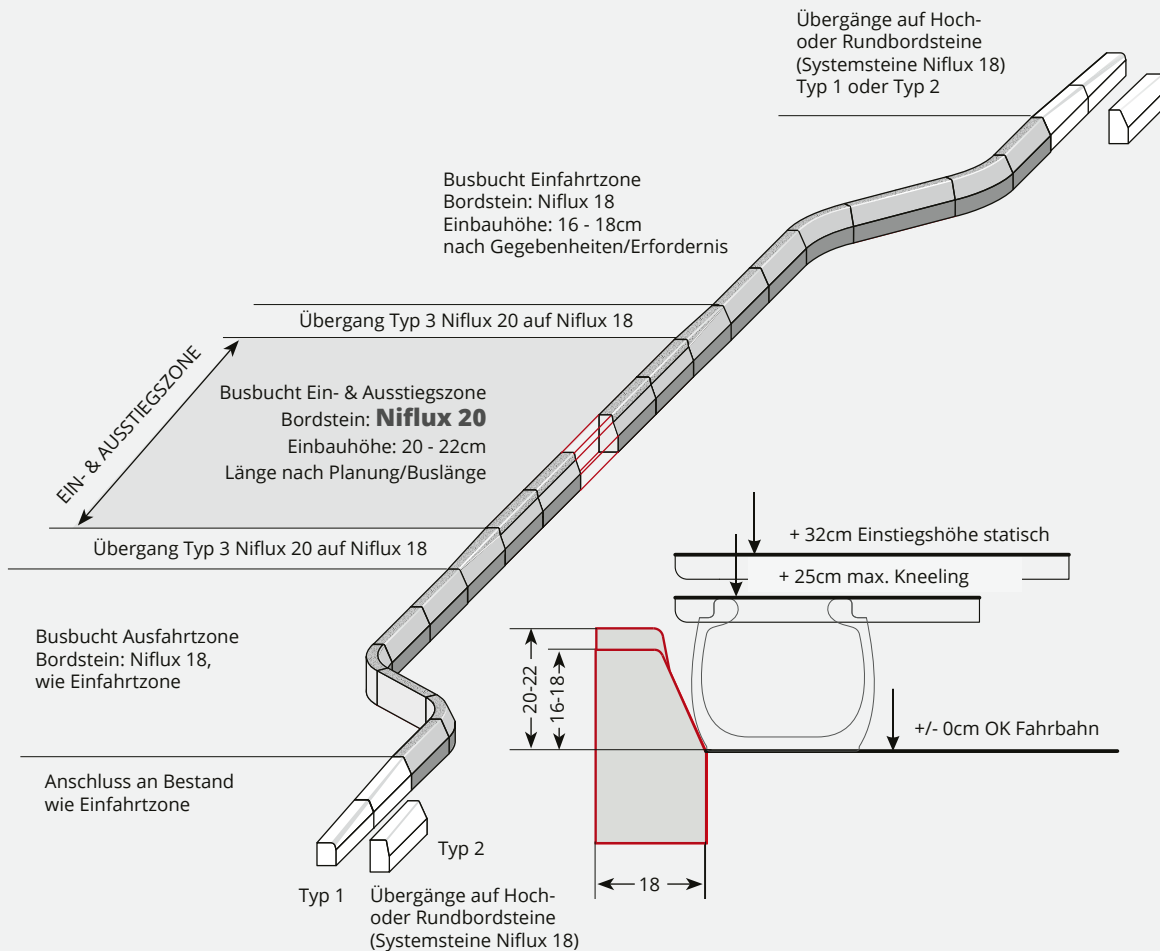 Übergänge auf Hoch-
oder Rundbordsteine
(Systemsteine Niflux 18)
Typ 1 oder Typ 2
Busbucht Einfahrtzone
Bordstein: Niflux 18
Einbauhöhe: 16 - 18cm
nach Gegebenheiten/Erfordernis
Übergang Typ 3 Niflux 20 auf Niflux 18
EIN- & AUSSTIEGSZONE
Busbucht Ein- & Ausstiegszone
Bordstein: Niflux 20
Einbauhöhe: 20 - 22cm
Länge nach Planung/Buslänge
Übergang Typ 3 Niflux 20 auf Niflux 18
+ 32cm Einstiegshöhe statisch
+ 25cm max. Kneeling
Busbucht Ausfahrtzone
Bordstein: Niflux 18,
wie Einfahrtzone
20-22
16-18
+/- 0cm OK Fahrbahn
Anschluss an Bestand
wie Einfahrtzone
18
Typ 2
Typ 1
Übergänge auf Hoch-
oder Rundbordsteine
(Systemsteine Niflux 18)